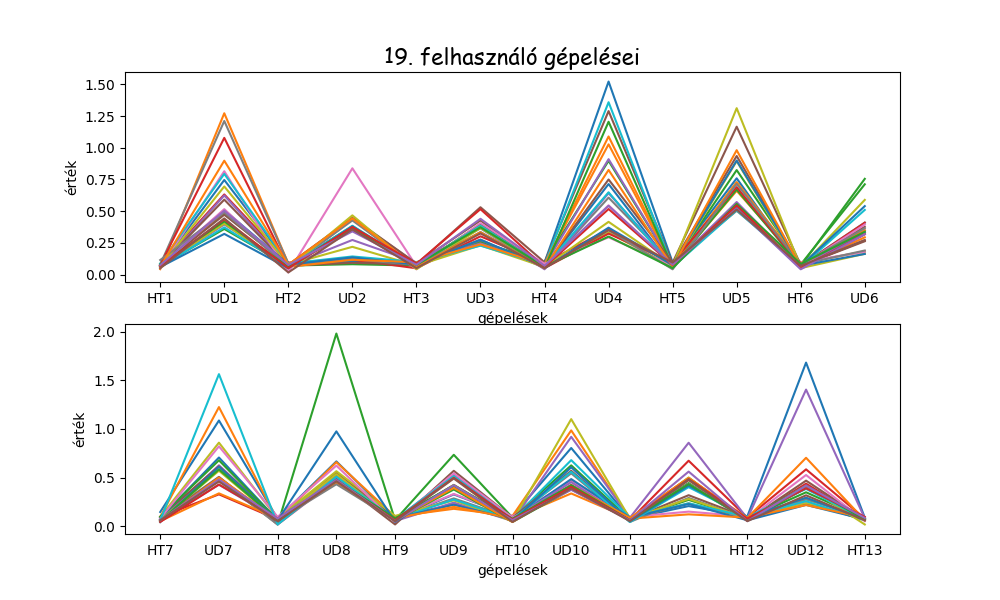 19. felhasználó gépelései
érték
1.50
1.25
1.00
0.75
0.50
0.25
0.00
HT1 UD1 HT2 UD2 HT3 UD3 HT4 UD4 HT5 UD5 HT6 UD6
gépelések
érték
2.0
1.5
1.0
0.5
0.0
HT7 UD7 HT8 UD8 HT9 UD9 HT10 UD10 HT11 UD11 HT12 UD12 HT13
gépelések